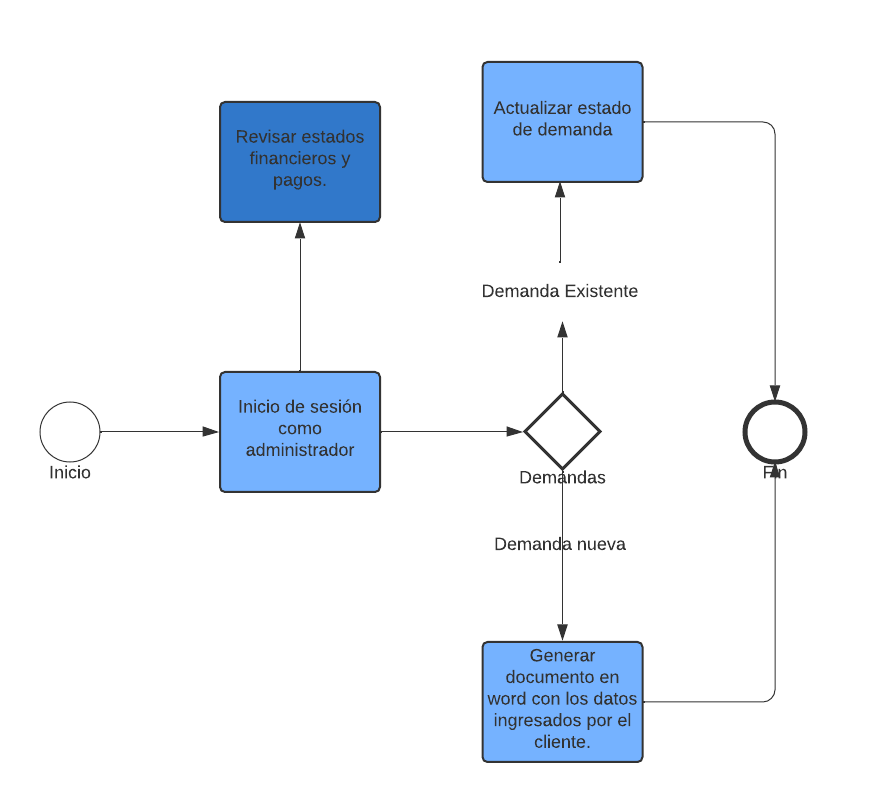 Actualizar estado
de demanda
Revisar estados
financieros y
pagos.
Demanda Existente
Inicio de sesión
como
administrador
Inicio
Demandas
Fin
Demanda nueva
Generar
documento en
word con los datos
ingresados por el
cliente.